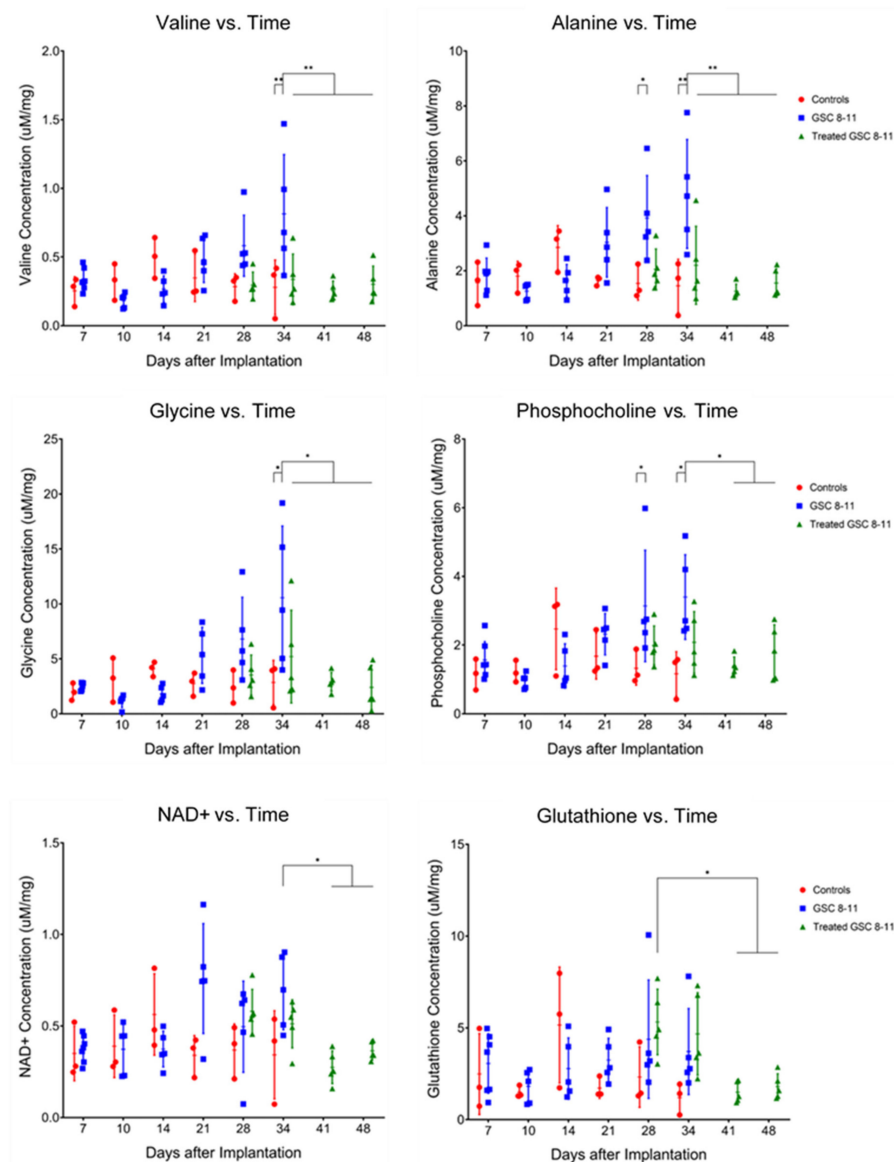 Valine vs. Time
Valine Concentration (uM/mg)
2.0
1.5
1.0
0.5
0.0
**
**
7 10 14 21 28 34 41 48
Days after Implantation
Alanine vs. Time
Alanine Concentration (uM/mg)
10
8
6
4
2
0
*
**
**
7 10 14 21 28 34 41 48
Days after Implantation
Controls
GSC 8-11
Treated GSC 8-11
Glycine vs. Time
Glycine Concentration (uM/mg)
25
20
15
10
5
0
*
*
7 10 14 21 28 34 41 48
Days after Implantation
Phosphocholine vs. Time
Phosphocholine Concentration (uM/mg)
8
6
4
2
0
*
*
*
7 10 14 21 28 34 41 48
Days after Implantation
Controls
GSC 8-11
Treated GSC 8-11
NAD+ vs. Time
NAD+ Concentration (uM/mg)
1.5
1.0
0.5
0.0
*
7 10 14 21 28 34 41 48
Days after Implantation
Glutathione vs. Time
Glutathione Concentration (uM/mg)
15
10
5
0
*
7 10 14 21 28 34 41 48
Days after Implantation
Controls
GSC 8-11
Treated GSC 8-11